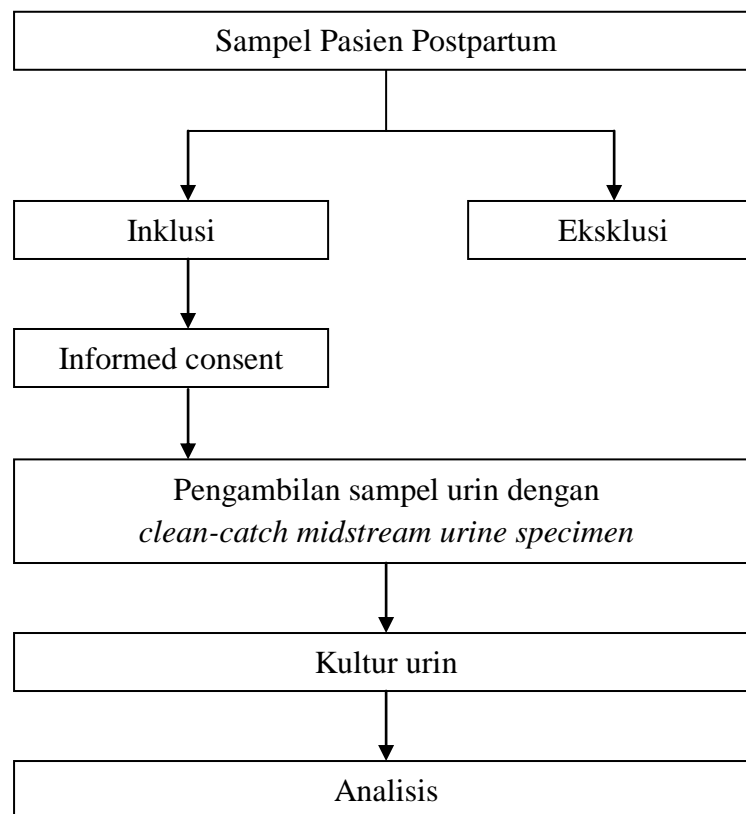 Sampel Pasien Postpartum
Inklusi
Eksklusi
Informed consent
Pengambilan sampel urin dengan
clean-catch midstream urine specimen
Kultur urin
Analisis